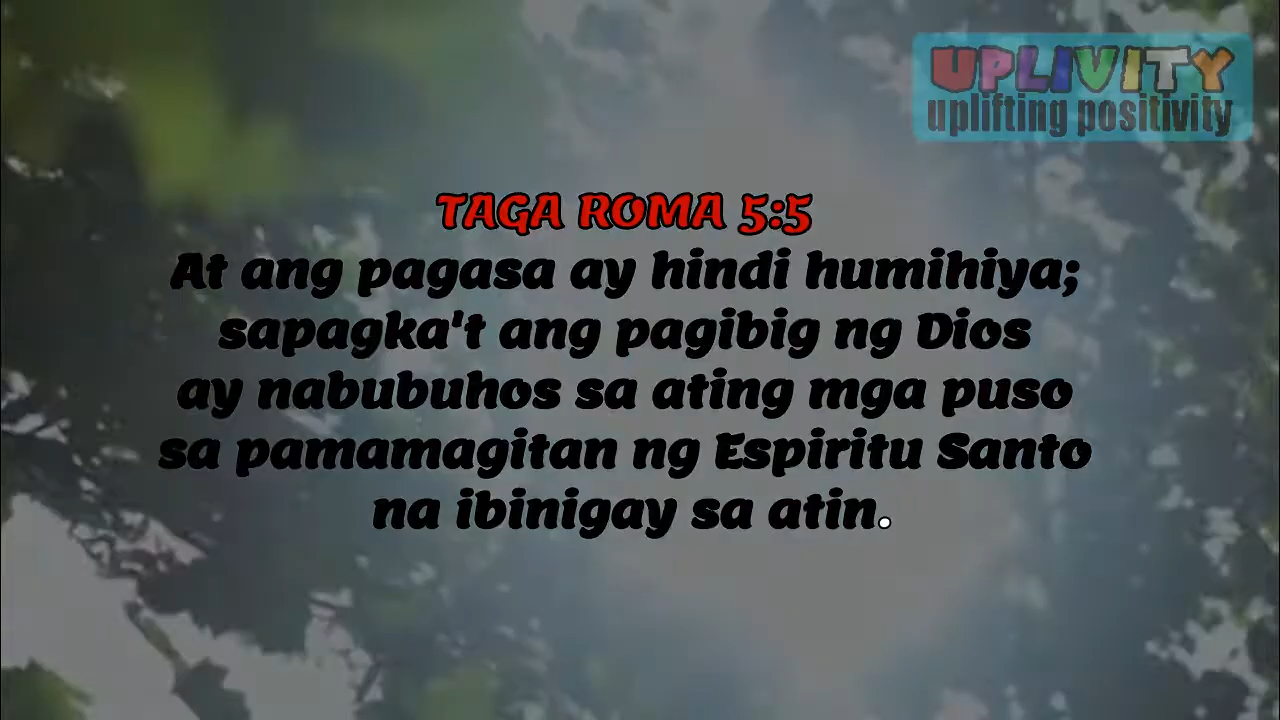 UPLIVITY
uplifting positivity
TAGA ROMA 5:5
At ang pagasa ay hindi humihiya;
sapagka't ang pagibig ng Dios
ay nabubuhos sa ating mga puso
sa pamamagitan ng Espiritu Santo
na ibinigay sa atin.